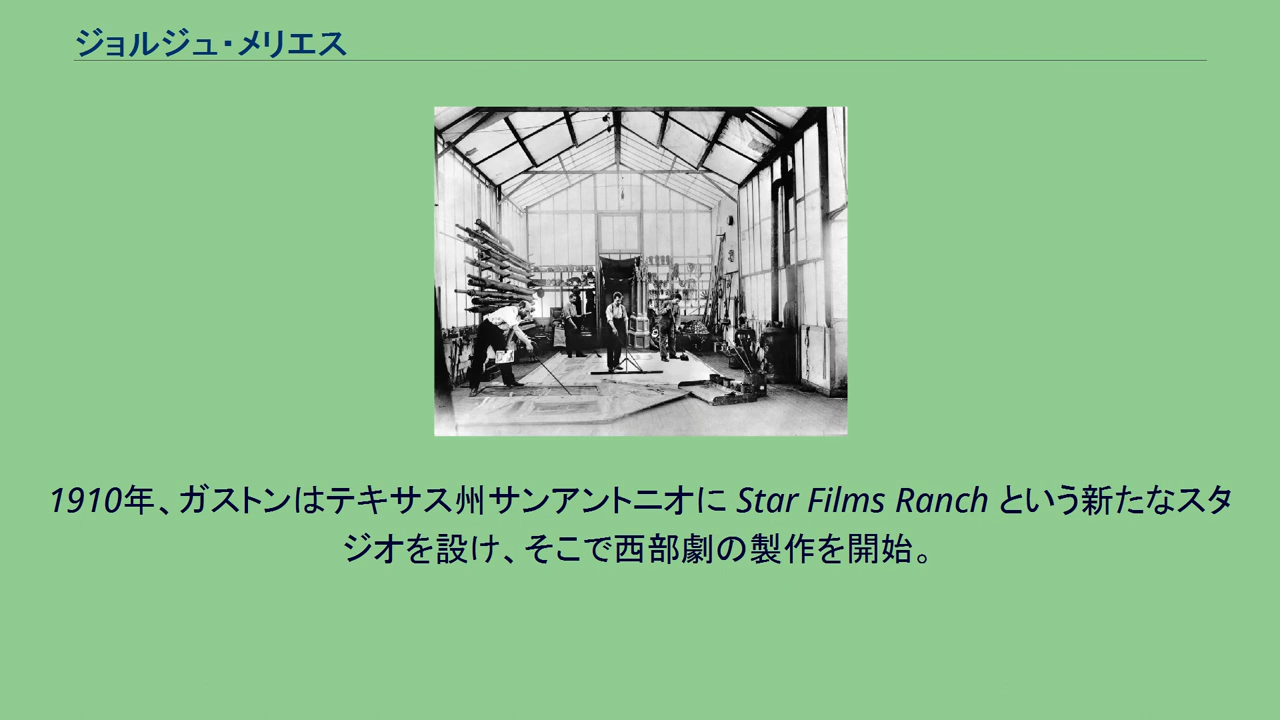 ジョルジュ・メリエス
1910年、ガストンはテキサス州サンアントニオに Star Films Ranch という新たなスタ
ジオを設け、そこで西部劇の製作を開始。